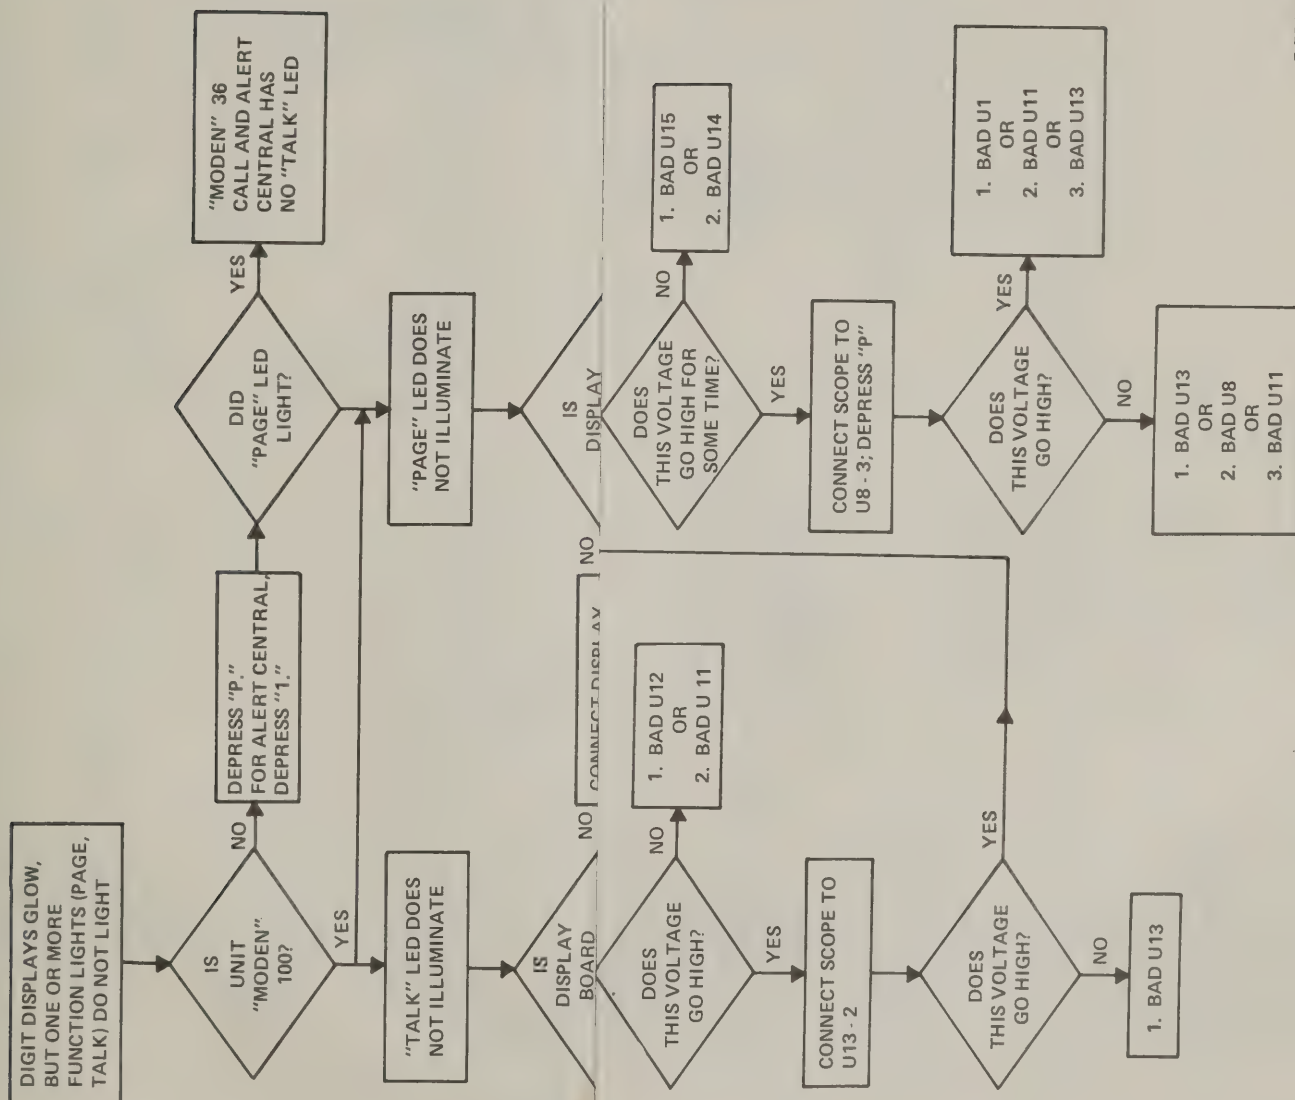 DIGIT DISPLAYS GLOW,
BUT ONE OR MORE
FUNCTION LIGHTS (PAGE,
TALK) DO NOT LIGHT
IS
UNIT
"MODEN"
100?
NO
DEPRESS "P."
FOR ALERT CENTRAL,
DEPRESS "1."
DID
"PAGE" LED
LIGHT?
YES
"MODEN" 36
CALL AND ALERT
CENTRAL HAS
NO "TALK" LED
YES
"TALK" LED DOES
NOT ILLUMINATE
"PAGE" LED DOES
NOT ILLUMINATE
IS
DISPLAY
BOARD
NO
CONNECT DISPLAY
NO
IS
DISPLAY
DOES
THIS VOLTAGE
GO HIGH?
NO
1. BAD U12
OR
2. BAD U 11
YES
CONNECT SCOPE TO
U13 - 2
DOES
THIS VOLTAGE
GO HIGH?
YES
NO
1. BAD U13
DOES
THIS VOLTAGE
GO HIGH FOR
SOME TIME?
NO
1. BAD U15
OR
2. BAD U14
YES
CONNECT SCOPE TO
U8 - 3; DEPRESS "P"
DOES
THIS VOLTAGE
GO HIGH?
YES
1. BAD U1
OR
2. BAD U11
OR
3. BAD U13
NO
1. BAD U13
OR
2. BAD U8
OR
3. BAD U11